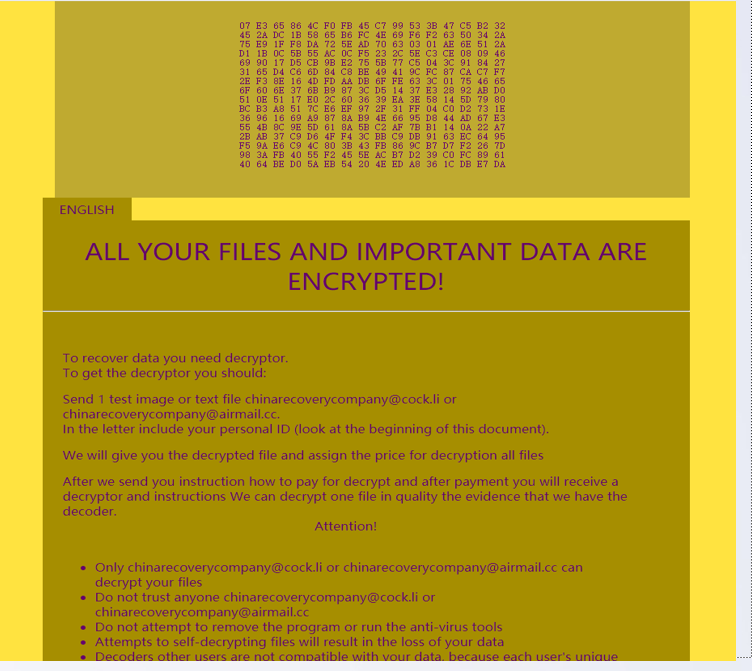 07 E3 65 86 4C F0 FB 45 C7 99 53 3B 47 C5 B2 32
45 2A DC 1B 58 65 B6 FC 4E 69 F6 F2 63 50 34 2A
75 E9 1F F8 DA 72 5E AD 70 63 03 01 AE 6E 51 2A
D1 1B 0C 5B 55 AC 0C F5 23 2C 5E C3 CE 08 09 46
69 90 17 D5 CB 9B E2 75 5B 77 C5 04 3C 91 84 27
31 65 D4 C6 6D 84 C8 BE 49 41 9C FC 87 CA C7 F7
2E F3 8E 16 4D FD AA DB 6F FE 63 3C 01 75 46 65
6F 60 6E 37 6B B9 87 3C D5 14 37 E3 28 92 AB D0
51 0E 51 17 E0 2C 60 36 39 EA 3E 58 14 5D 79 80
BC B3 A8 51 7C E6 EF 97 2F 31 FF 04 C0 D2 73 1E
36 96 16 69 A9 87 8A B9 4E 66 95 D8 44 AD 67 E3
55 4B 8C 9E 5D 61 8A 5B C2 AF 7B B1 14 0A 22 A7
2B AB 37 C9 D6 4F F4 3C BB C9 DB 91 63 EC 64 95
F5 9A E6 C9 4C 80 3B 43 FB 86 9C B7 D7 F2 26 7D
98 3A FB 40 55 F2 45 5E AC B7 D2 39 C0 FC 89 61
40 64 BE D0 5A EB 54 20 4E ED A8 36 1C DB E7 DA
ENGLISH
ALL YOUR FILES AND IMPORTANT DATA ARE
ENCRYPTED!
To recover data you need decryptor.
To get the decryptor you should:
Send 1 test image or text file chinarecoverycompany@cock.li or
chinarecoverycompany@airmail.cc.
In the letter include your personal ID (look at the beginning of this document).
We will give you the decrypted file and assign the price for decryption all files
After we send you instruction how to pay for decrypt and after payment you will receive a
decryptor and instructions We can decrypt one file in quality the evidence that we have the
decoder.
Attention!
• Only chinarecoverycompany@cock.li or chinarecoverycompany@airmail.cc can
decrypt your files
• Do not trust anyone chinarecoverycompany@cock.li or
chinarecoverycompany@airmail.cc
• Do not attempt to remove the program or run the anti-virus tools
• Attempts to self-decrypting files will result in the loss of your data
• Decoders other users are not compatible with your data, because each user's unique